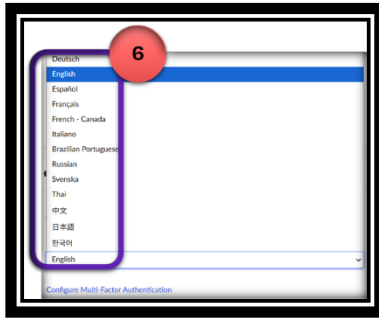 6
Deutsch
English
Español
Français
French - Canada
Italiano
Brazilian Portuguese
Russian
Svenska
Thai
中文
日本語
한국어
English
Configure Multi-Factor Authentication